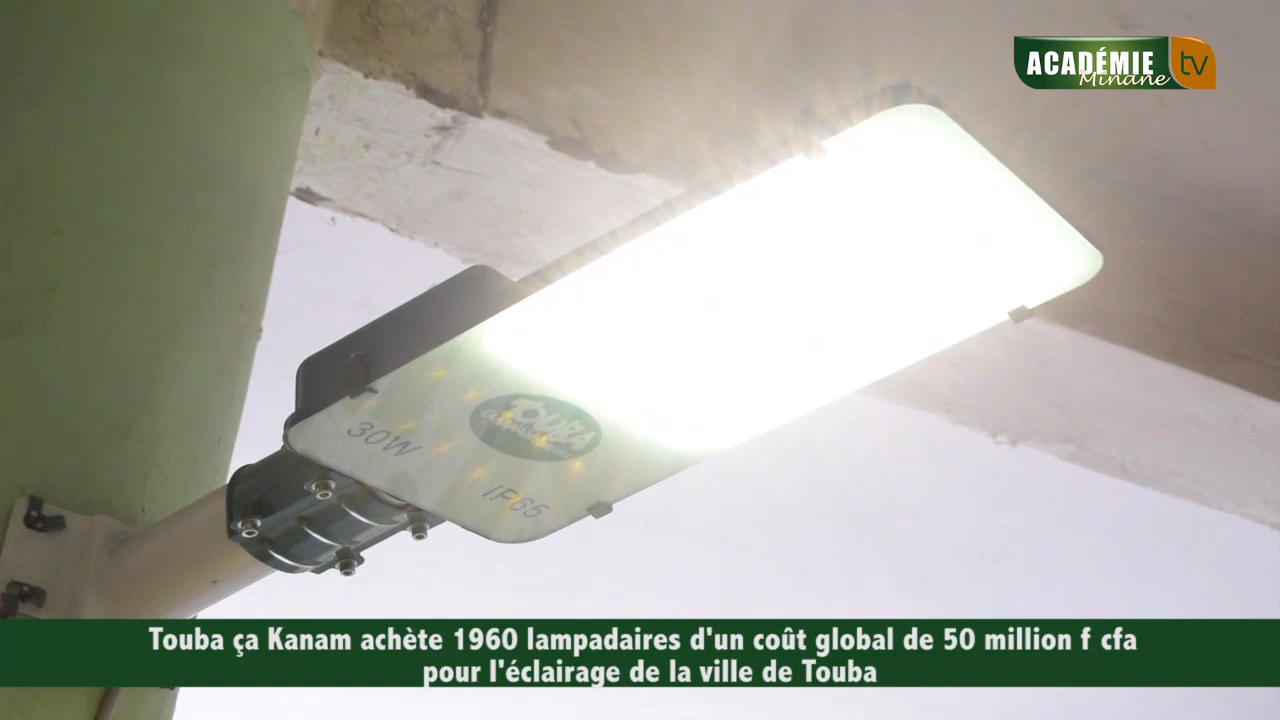 ACADÉMIE tv
Minane
TOUBA
30W
IP65
Touba ça Kanam achète 1960 lampadaires d'un coût global de 50 million f cfa
pour l'éclairage de la ville de Touba